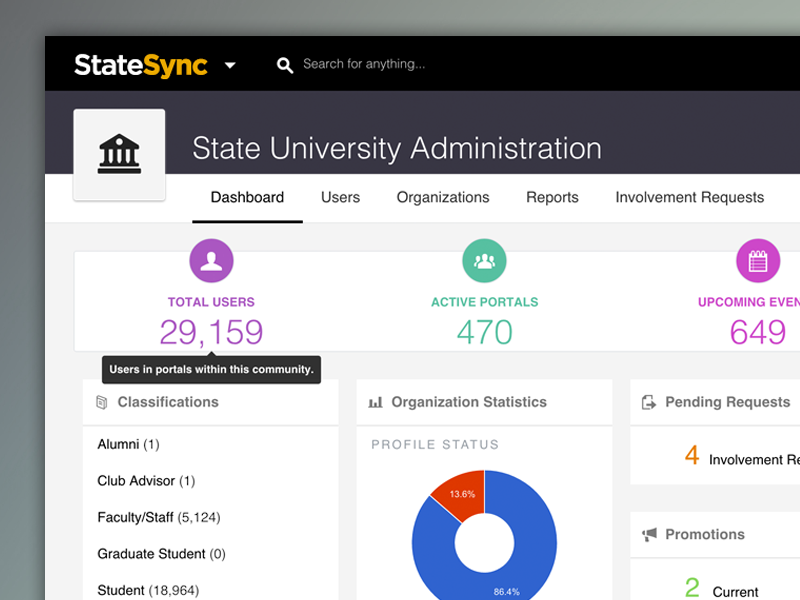 StateSync
Search for anything...
State University Administration
Dashboard Users Organizations Reports Involvement Requests
TOTAL USERS
29,159
ACTIVE PORTALS
470
UPCOMING EVEN
649
Users in portals within this community.
Classifications
Alumni (1)
Club Advisor (1)
Faculty/Staff (5,124)
Graduate Student (0)
Student (18,964)
Organization Statistics
PROFILE STATUS
13.6%
86.4%
Pending Requests
4 Involvement Re
Promotions
2 Current